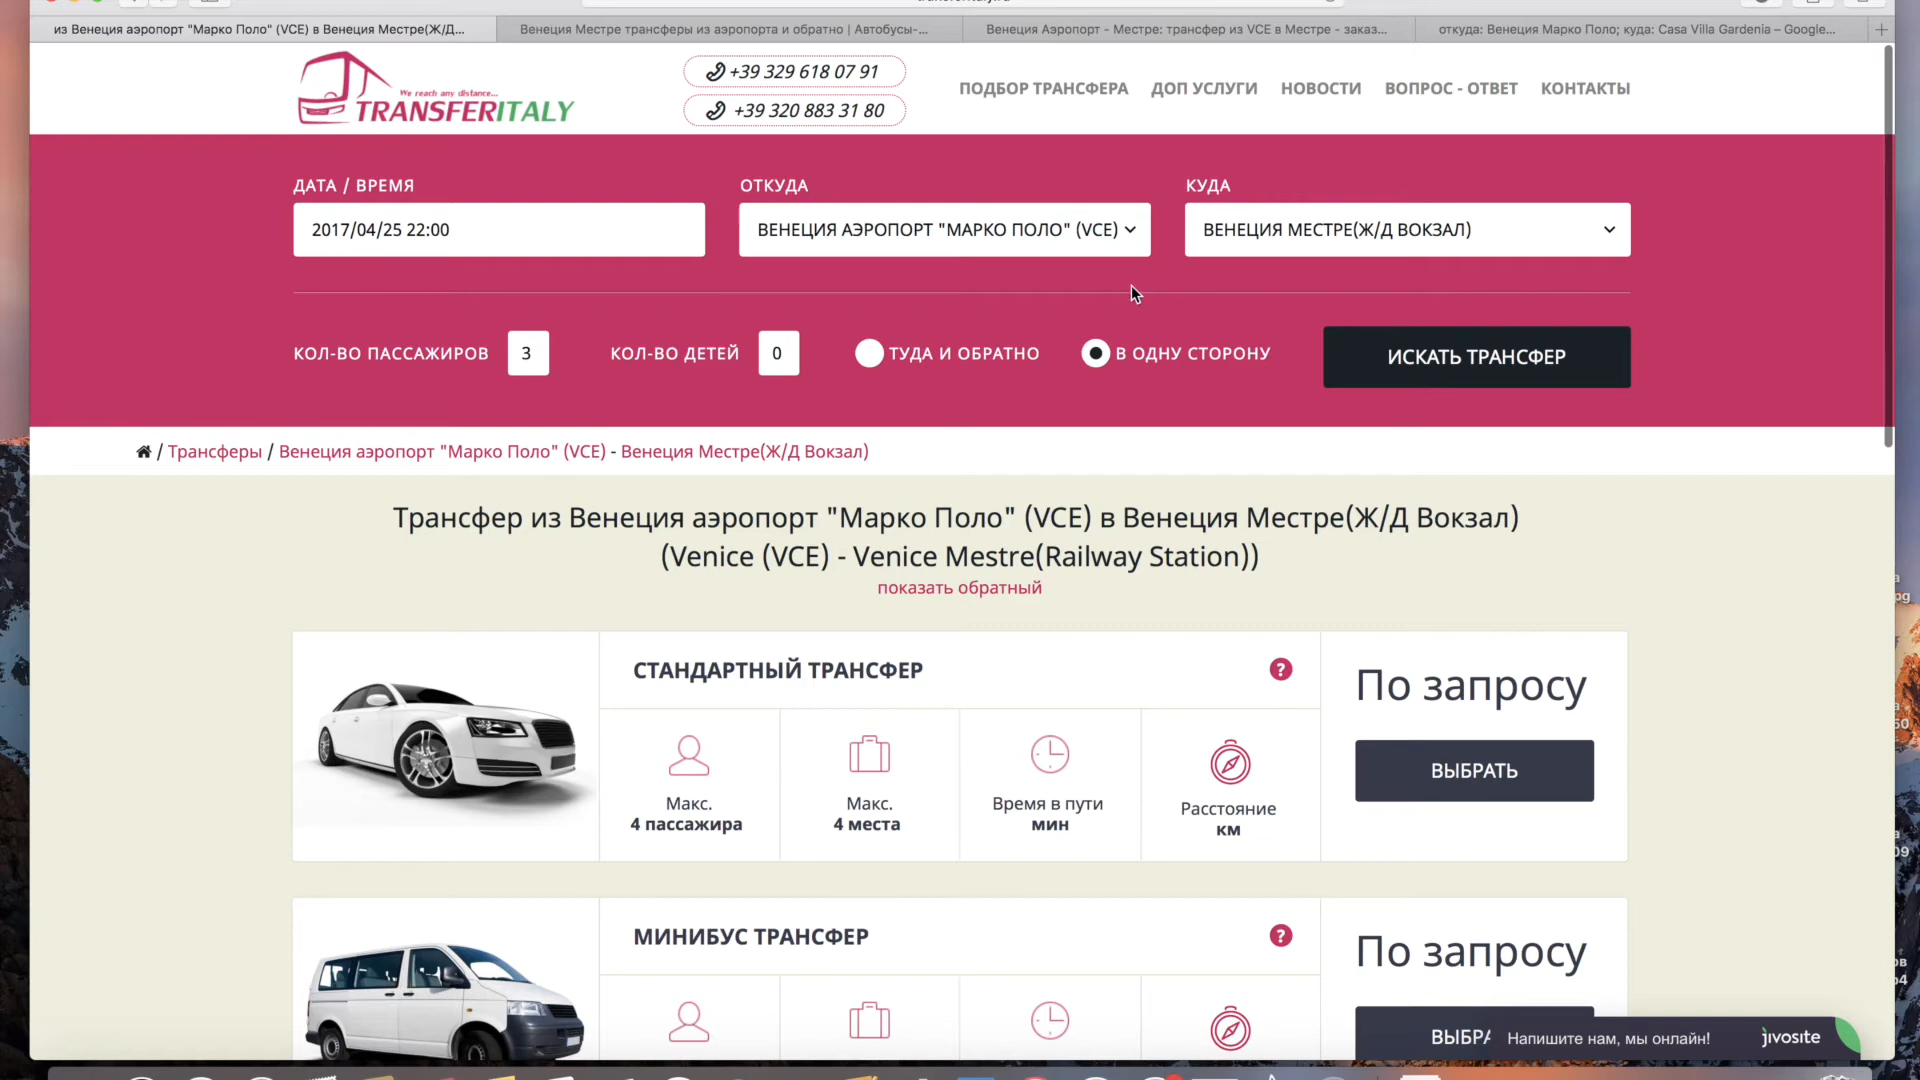 из Венеция аэропорт "Марко Поло" (VCE) в Венеция Местре(Ж/Д...
Венеция Местре трансферы из аэропорта и обратно | Автобусы-...
Венеция Аэропорт - Местре: трансфер из VCE в Местре - заказ...
откуда: Венеция Марко Поло; куда: Casa Villa Gardenia – Google...
We reach any distance...
TRANSFERITALY
+39 329 618 07 91
+39 320 883 31 80
ПОДБОР ТРАНСФЕРА
ДОП УСЛУГИ
НОВОСТИ
ВОПРОС - ОТВЕТ
КОНТАКТЫ
ДАТА / ВРЕМЯ
ОТКУДА
КУДА
2017/04/25 22:00
ВЕНЕЦИЯ АЭРОПОРТ "МАРКО ПОЛО" (VCE)
ВЕНЕЦИЯ МЕСТРЕ(Ж/Д ВОКЗАЛ)
КОЛ-ВО ПАССАЖИРОВ 3
КОЛ-ВО ДЕТЕЙ 0
ТУДА И ОБРАТНО
В ОДНУ СТОРОНУ
ИСКАТЬ ТРАНСФЕР
/ Трансферы / Венеция аэропорт "Марко Поло" (VCE) - Венеция Местре(Ж/Д Вокзал)
Трансфер из Венеция аэропорт "Марко Поло" (VCE) в Венеция Местре(Ж/Д Вокзал)
(Venice (VCE) - Venice Mestre(Railway Station))
показать обратный
СТАНДАРТНЫЙ ТРАНСФЕР
?
По запросу
Макс.
4 пассажира
Макс.
4 места
Время в пути
мин
Расстояние
км
ВЫБРАТЬ
МИНИБУС ТРАНСФЕР
?
По запросу
ВЫБРА
Напишите нам, мы онлайн!
jivosite